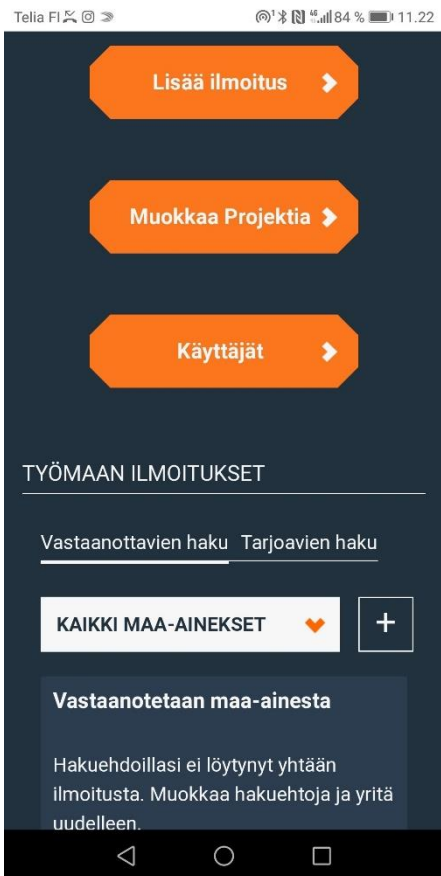 Telia FI 84 % 11.22
Lisää ilmoitus
Muokkaa Projektia
Käyttäjät
TYÖMAAN ILMOITUKSET
Vastaanottavien haku Tarjoavien haku
KAIKKI MAA-AINEKSET +
Vastaanotetaan maa-ainesta
Hakuehdoillasi ei löytynyt yhtään
ilmoitusta. Muokkaa hakuehtoja ja yritä
uudelleen.